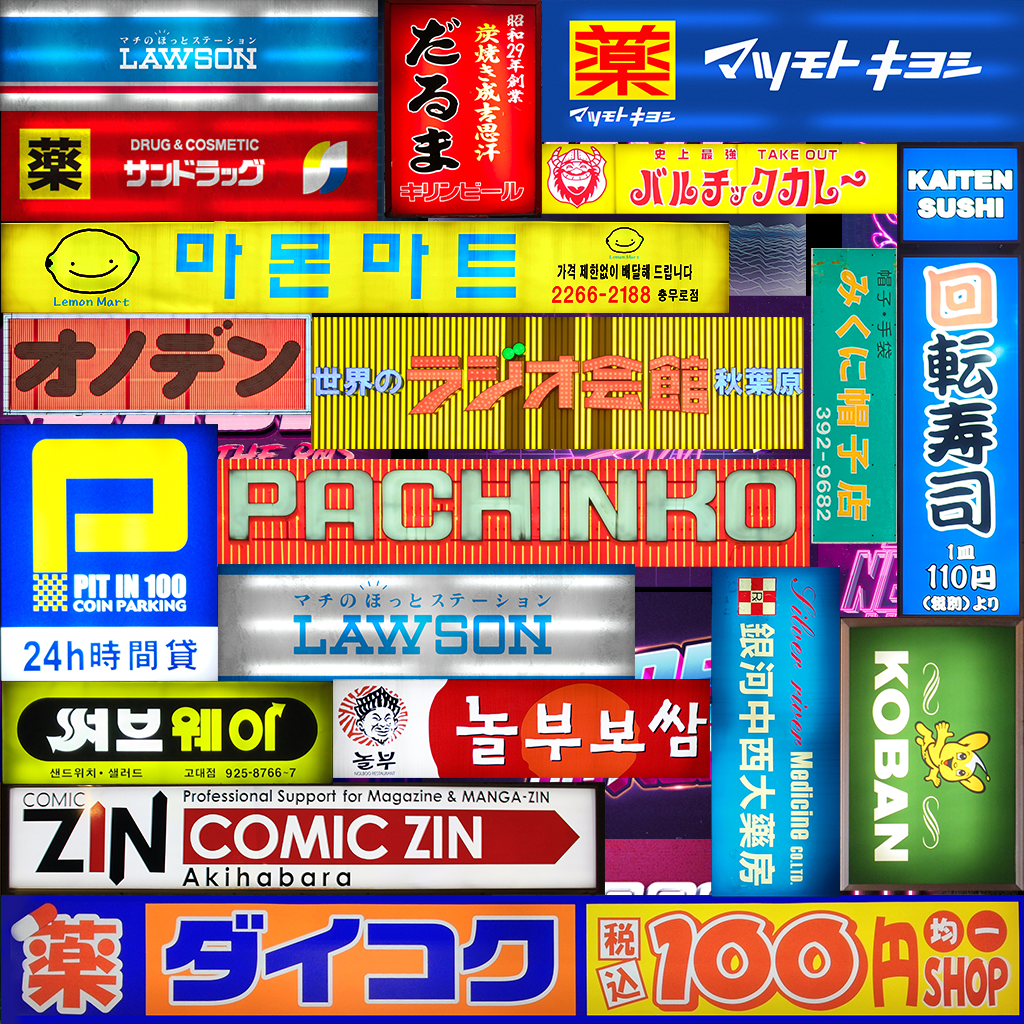 マチのほっとステーション
LAWSON
だるま
炭焼き成吉思汗
昭和29年創業
キリンビール
薬
マツモトキヨシ
マツモトキヨシ
薬
DRUG & COSMETIC
サンドラッグ
史上最強 TAKE OUT
バルチックカレ〜
KAITEN
SUSHI
Lemon Mart
마몬마트
Lemon Mart
가격 제한없이 배달해 드립니다
2266-2188 충무로점
帽子・手袋
みくに帽子店
392-9682
回転寿司
1皿
110円
(税別)より
オノデン
世界の ラジオ会館 秋葉原
THE 80's
P
PIT IN 100
COIN PARKING
24h時間貸
PACHINKO
マチのほっとステーション
LAWSON
R
Silver river Medicine CO.LTD.
銀河中西大藥房
KOBAN
써브웨이
샌드위치・샐러드 고대점 925-8766~7
놀부
NOLBOO RESTAURANT
놀부보쌈
COMIC
ZIN
Professional Support for Magazine & MANGA-ZIN
COMIC ZIN
Akihabara
薬
ダイコク
税込
100円
均一
SHOP